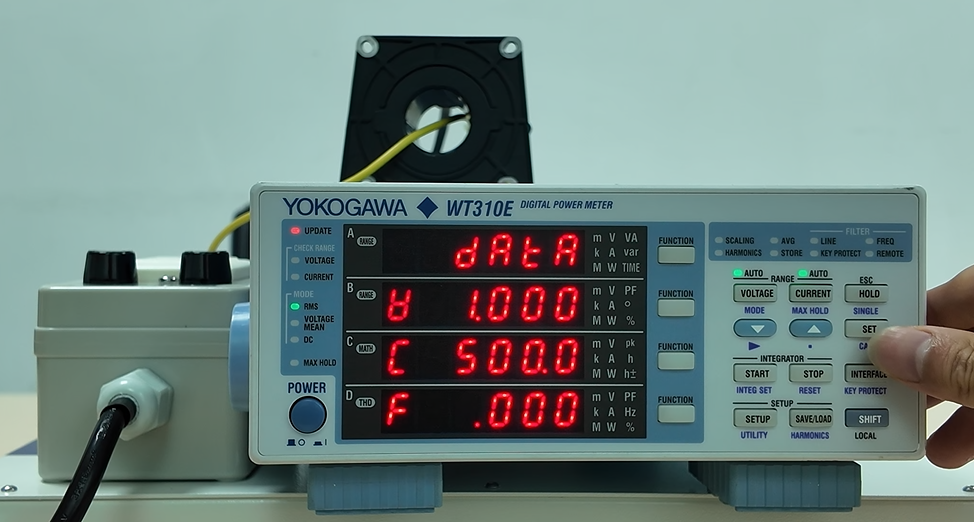 YOKOGAWA ◆ WT310E DIGITAL POWER METER
UPDATE
CHECK RANGE
VOLTAGE
CURRENT
MODE
RMS
VOLTAGE MEAN
DC
MAX HOLD
POWER
A RANGE dAtA m V VA
k A var
M W TIME
FUNCTION
B RANGE V 1.000 m V PF
k A °
M W %
FUNCTION
C MATH C 500.0 m V pk
k A h
M W h±
FUNCTION
D THD F .000 m V PF
k A Hz
M W %
FUNCTION
FILTER
SCALING AVG LINE FREQ
HARMONICS STORE KEY PROTECT REMOTE
AUTO RANGE AUTO ESC
VOLTAGE CURRENT HOLD
MODE MAX HOLD SINGLE
SET
CA
INTEGRATOR
START STOP INTERFAC
INTEG SET RESET KEY PROTECT
SETUP
SETUP SAVE/LOAD SHIFT
UTILITY HARMONICS LOCAL